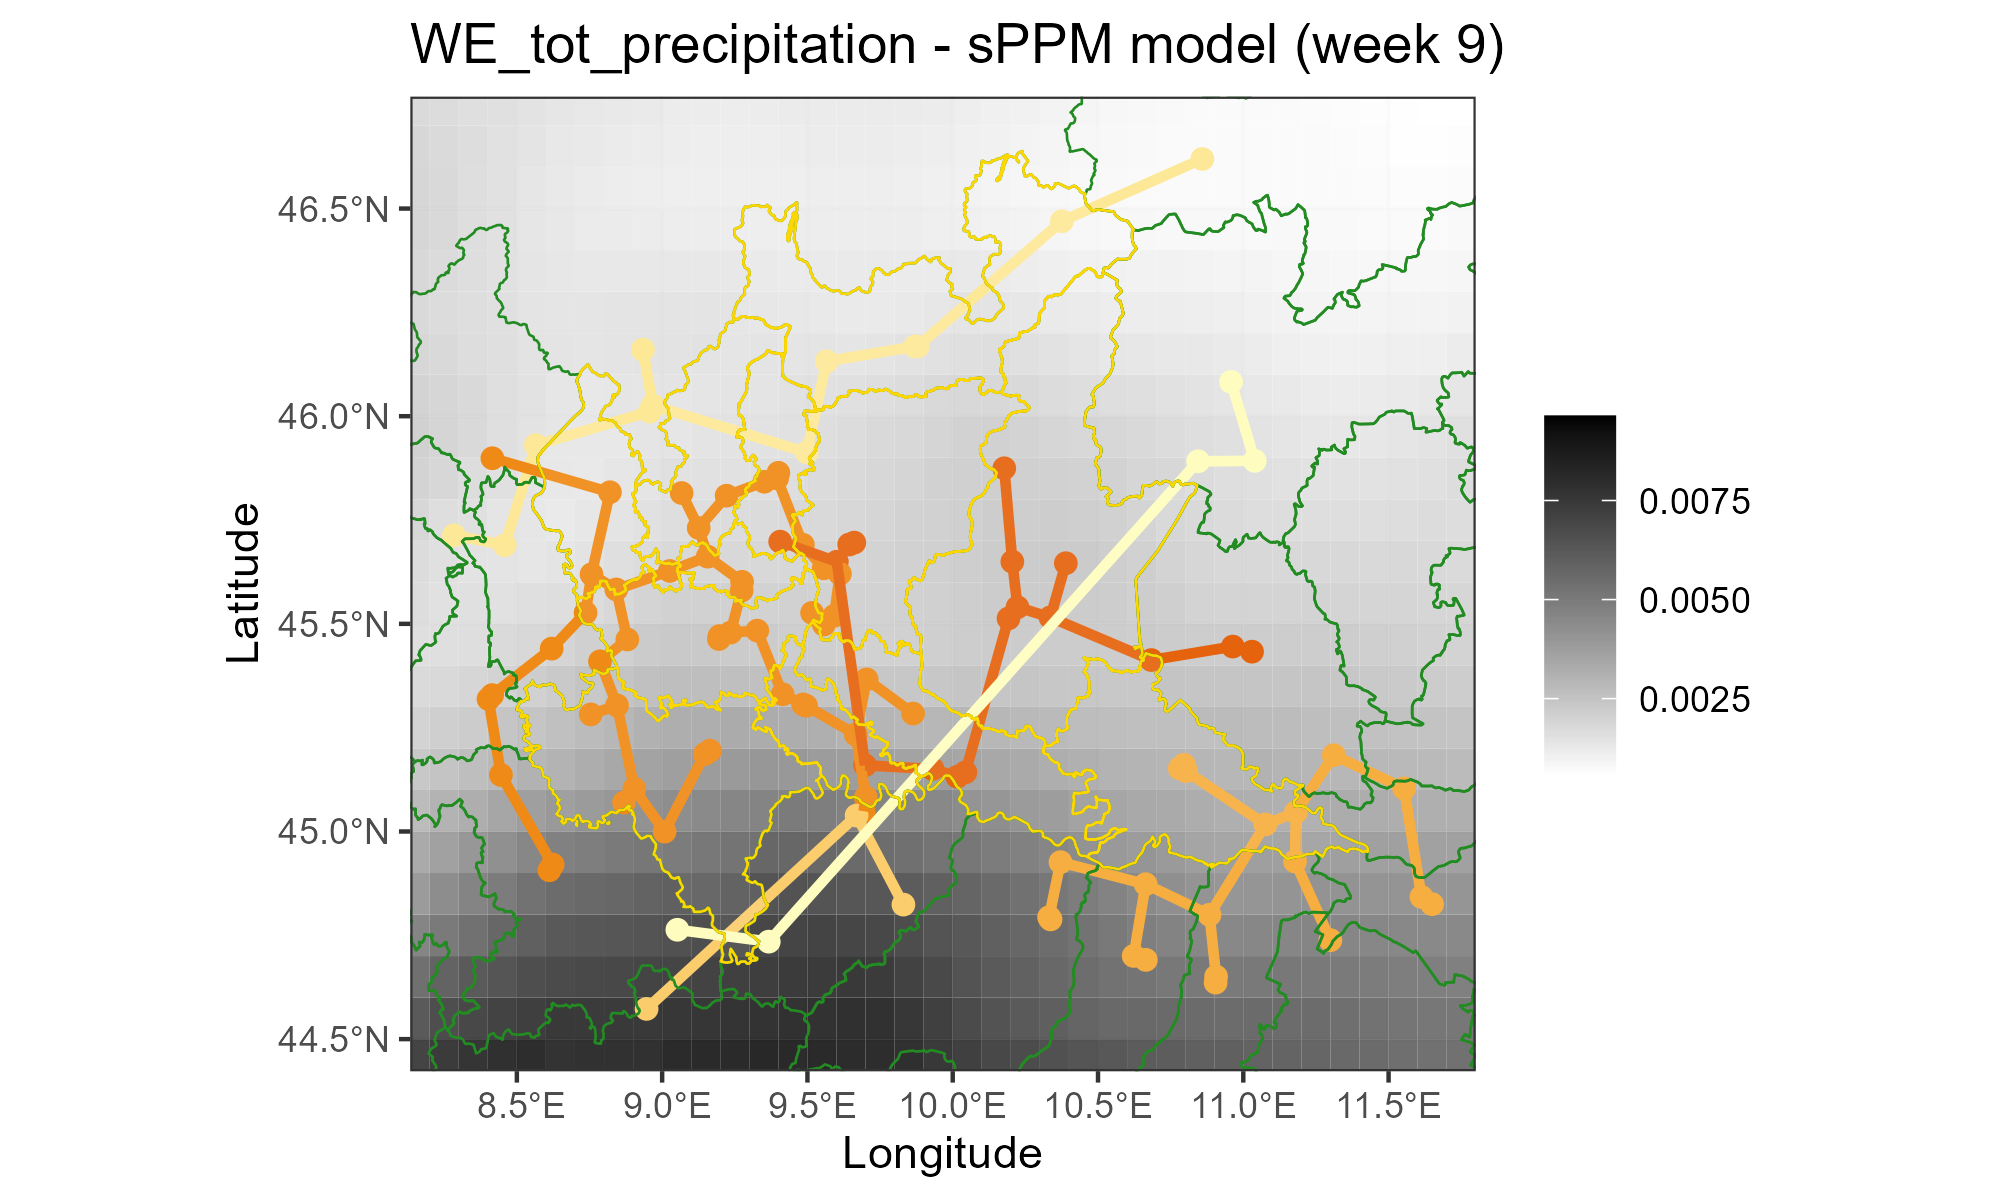 WE_tot_precipitation - sPPM model (week 9)
46.5°N
46.0°N
45.5°N
45.0°N
44.5°N
Latitude
8.5°E
9.0°E
9.5°E
10.0°E
10.5°E
11.0°E
11.5°E
Longitude
0.0075
0.0050
0.0025